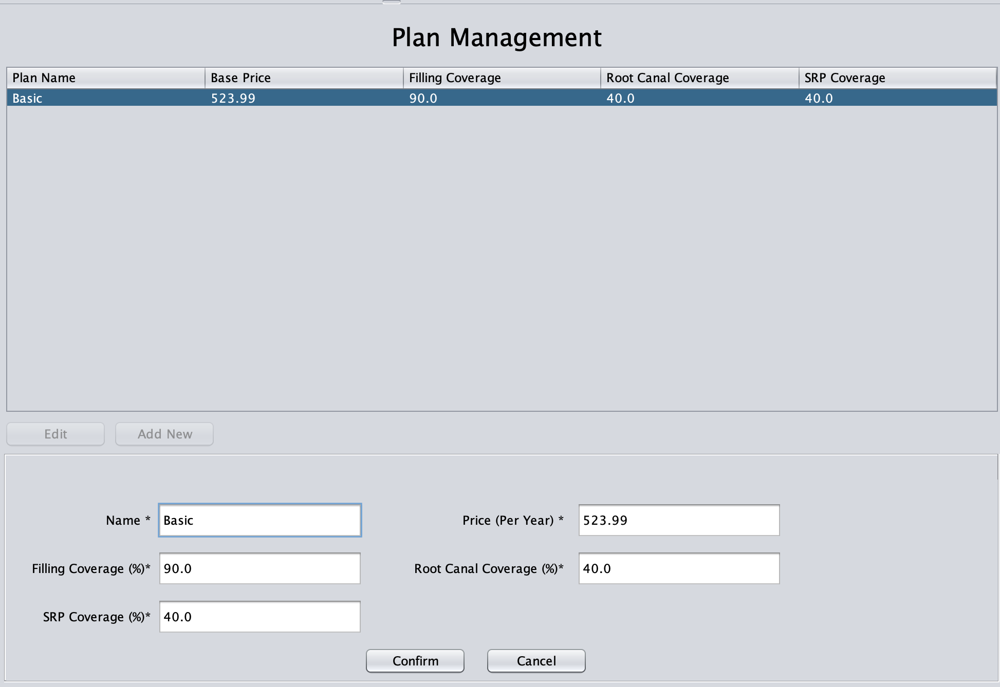 Plan Management
Plan Name Base Price Filling Coverage Root Canal Coverage SRP Coverage
Basic 523.99 90.0 40.0 40.0
Edit Add New
Name * Basic Price (Per Year) * 523.99
Filling Coverage (%)* 90.0 Root Canal Coverage (%)* 40.0
SRP Coverage (%)* 40.0
Confirm Cancel